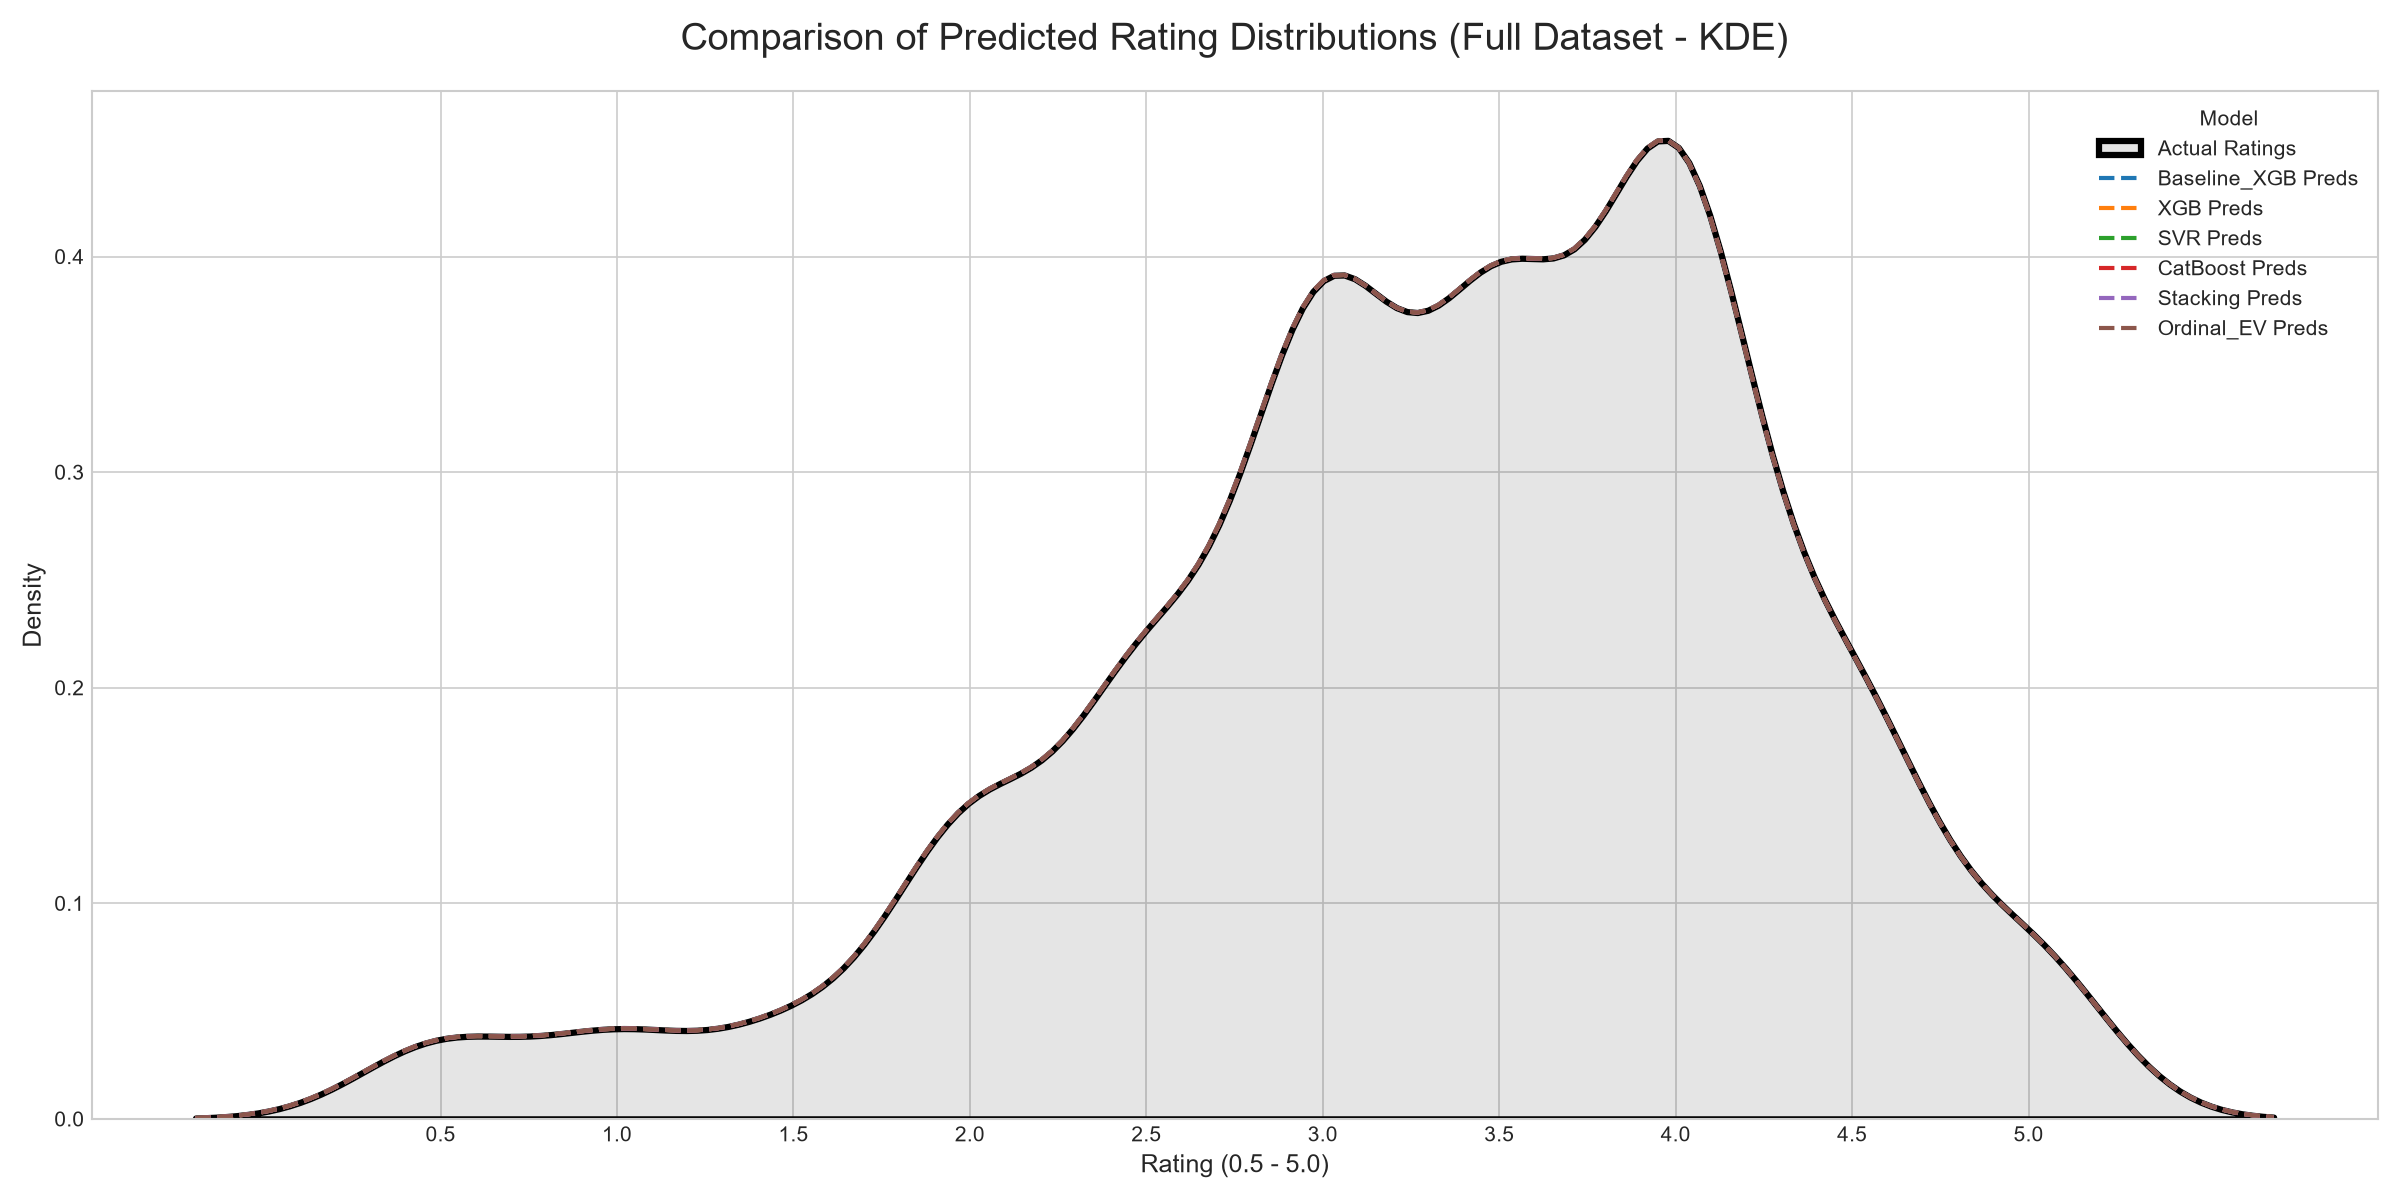 Comparison of Predicted Rating Distributions (Full Dataset - KDE)
Model
Actual Ratings
Baseline_XGB Preds
XGB Preds
SVR Preds
CatBoost Preds
Stacking Preds
Ordinal_EV Preds
Density
0.4
0.3
0.2
0.1
0.0
0.5 1.0 1.5 2.0 2.5 3.0 3.5 4.0 4.5 5.0
Rating (0.5 - 5.0)